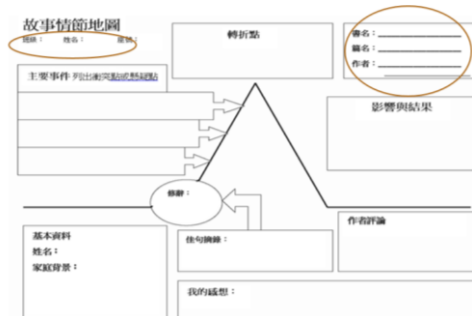 故事情節地圖
班級： 姓名： 座號：
轉折點
書名：
篇名：
作者：
主要事件 列出衝突點或懸疑點
影響與結果
修辭：
基本資料
姓名：
家庭背景：
佳句摘錄：
作者評論
我的感想：